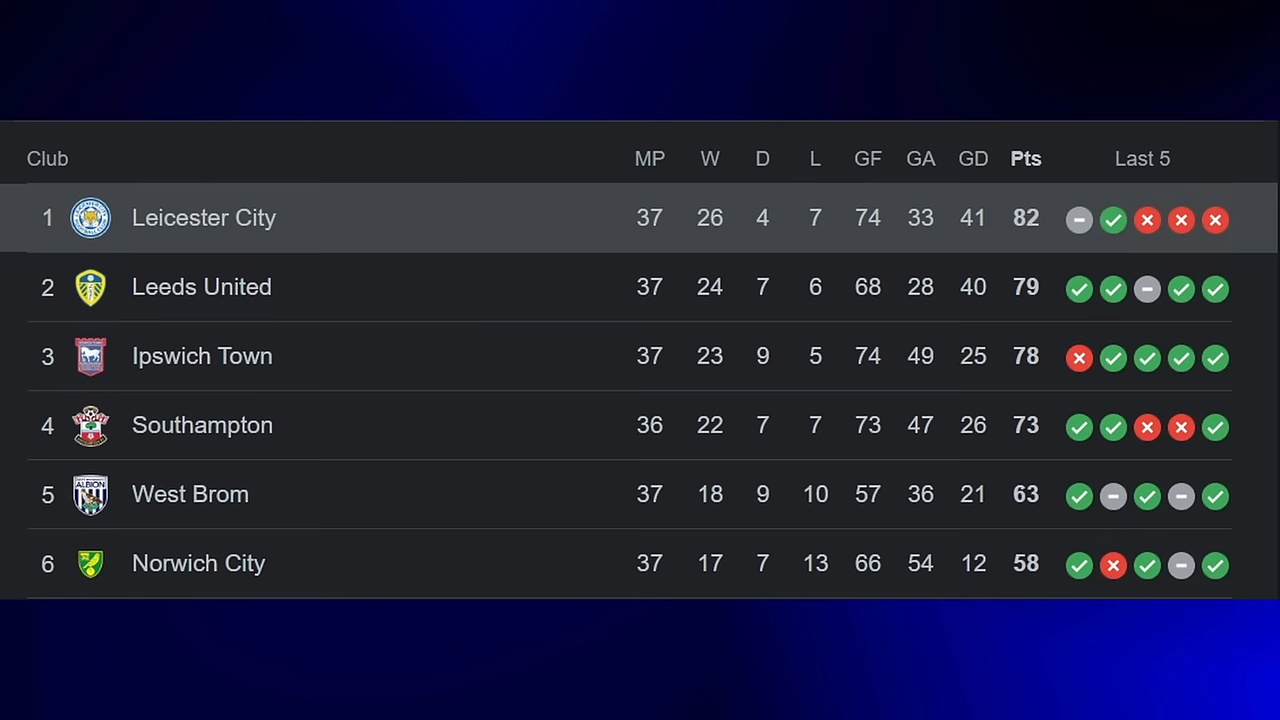 Club MP W D L GF GA GD Pts Last 5
1 Leicester City 37 26 4 7 74 33 41 82
2 Leeds United 37 24 7 6 68 28 40 79
3 Ipswich Town 37 23 9 5 74 49 25 78
4 Southampton 36 22 7 7 73 47 26 73
ALBION
5 West Brom 37 18 9 10 57 36 21 63
6 Norwich City 37 17 7 13 66 54 12 58